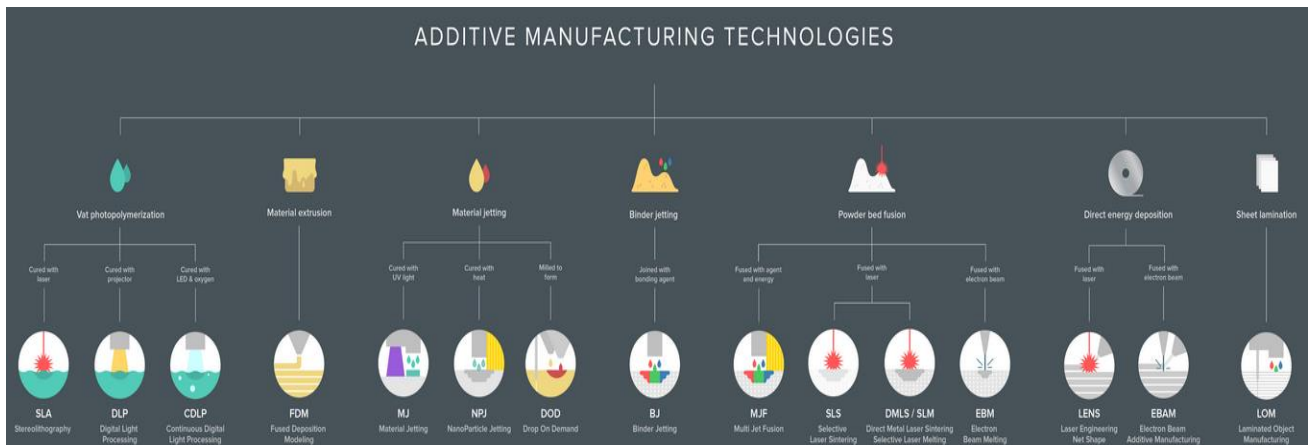 ADDITIVE MANUFACTURING TECHNOLOGIES
Vat photopolymerization
Material extrusion
Material jetting
Binder jetting
Powder bed fusion
Direct energy deposition
Sheet lamination
Cured with
laser
Cured with
projector
Cured with
LED & oxygen
Cured with
UV light
Cured with
heat
Milled to
form
Joined with
bonding agent
Fused with agent
and energy
Fused with
laser
Fused with
electron beam
Fused with
laser
Fused with
electron beam
SLA
Stereolithography
DLP
Digital Light
Processing
CDLP
Continuous Digital
Light Processing
FDM
Fused Deposition
Modeling
MJ
Material Jetting
NPJ
NanoParticle Jetting
DOD
Drop On Demand
BJ
Binder Jetting
MJF
Multi Jet Fusion
SLS
Selective
Laser Sintering
DMLS / SLM
Direct Metal Laser Sintering
Selective Laser Melting
EBM
Electron
Beam Melting
LENS
Laser Engineering
Net Shape
EBAM
Electron Beam
Additive Manufacturing
LOM
Laminated Object
Manufacturing